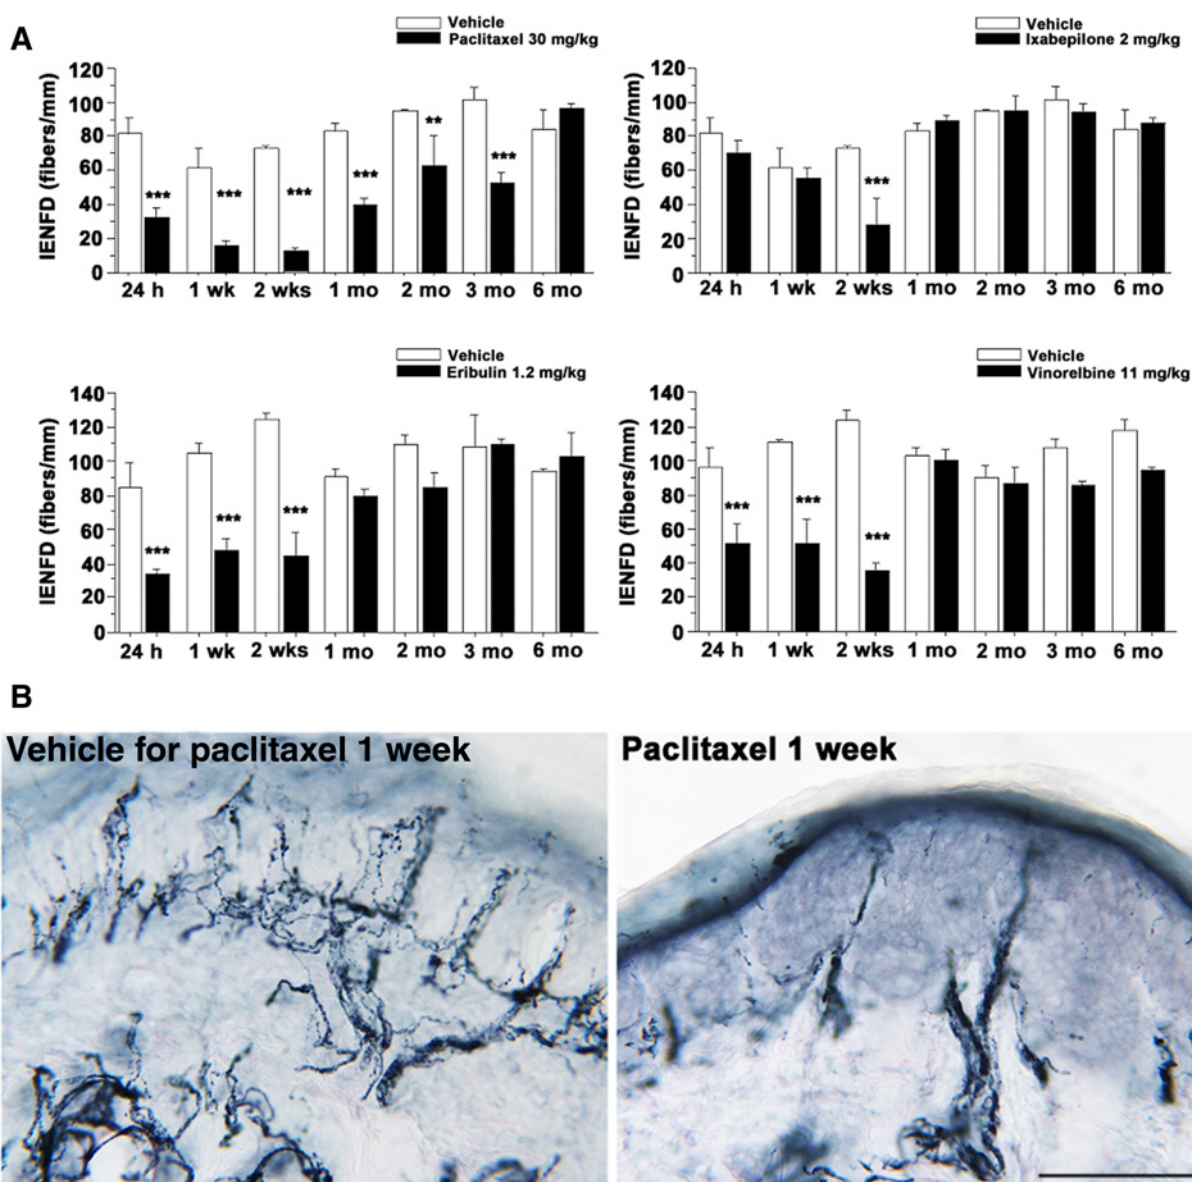 A
Vehicle
Paclitaxel 30 mg/kg
IENFD (fibers/mm)
120
100
80
60
40
20
0
***
***
***
***
**
***
24 h 1 wk 2 wks 1 mo 2 mo 3 mo 6 mo
Vehicle
Ixabepilone 2 mg/kg
IENFD (fibers/mm)
120
100
80
60
40
20
0
***
24 h 1 wk 2 wks 1 mo 2 mo 3 mo 6 mo
Vehicle
Eribulin 1.2 mg/kg
IENFD (fibers/mm)
140
120
100
80
60
40
20
0
***
***
***
24 h 1 wk 2 wks 1 mo 2 mo 3 mo 6 mo
Vehicle
Vinorelbine 11 mg/kg
IENFD (fibers/mm)
140
120
100
80
60
40
20
0
***
***
***
24 h 1 wk 2 wks 1 mo 2 mo 3 mo 6 mo
B
Vehicle for paclitaxel 1 week
Paclitaxel 1 week